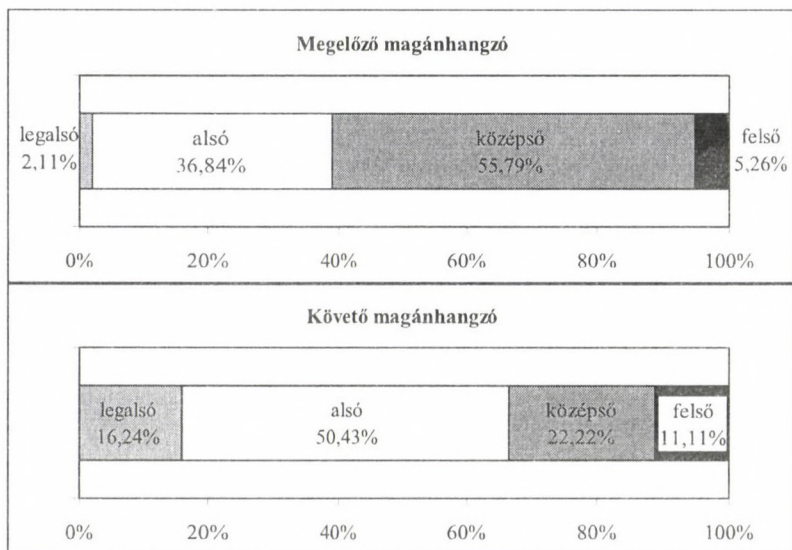 Megelőző magánhangzó
legalsó
2,11%
alsó
36,84%
középső
55,79%
felső
5,26%
0% 20% 40% 60% 80% 100%
Követő magánhangzó
legalsó
16,24%
alsó
50,43%
középső
22,22%
felső
11,11%
0% 20% 40% 60% 80% 100%